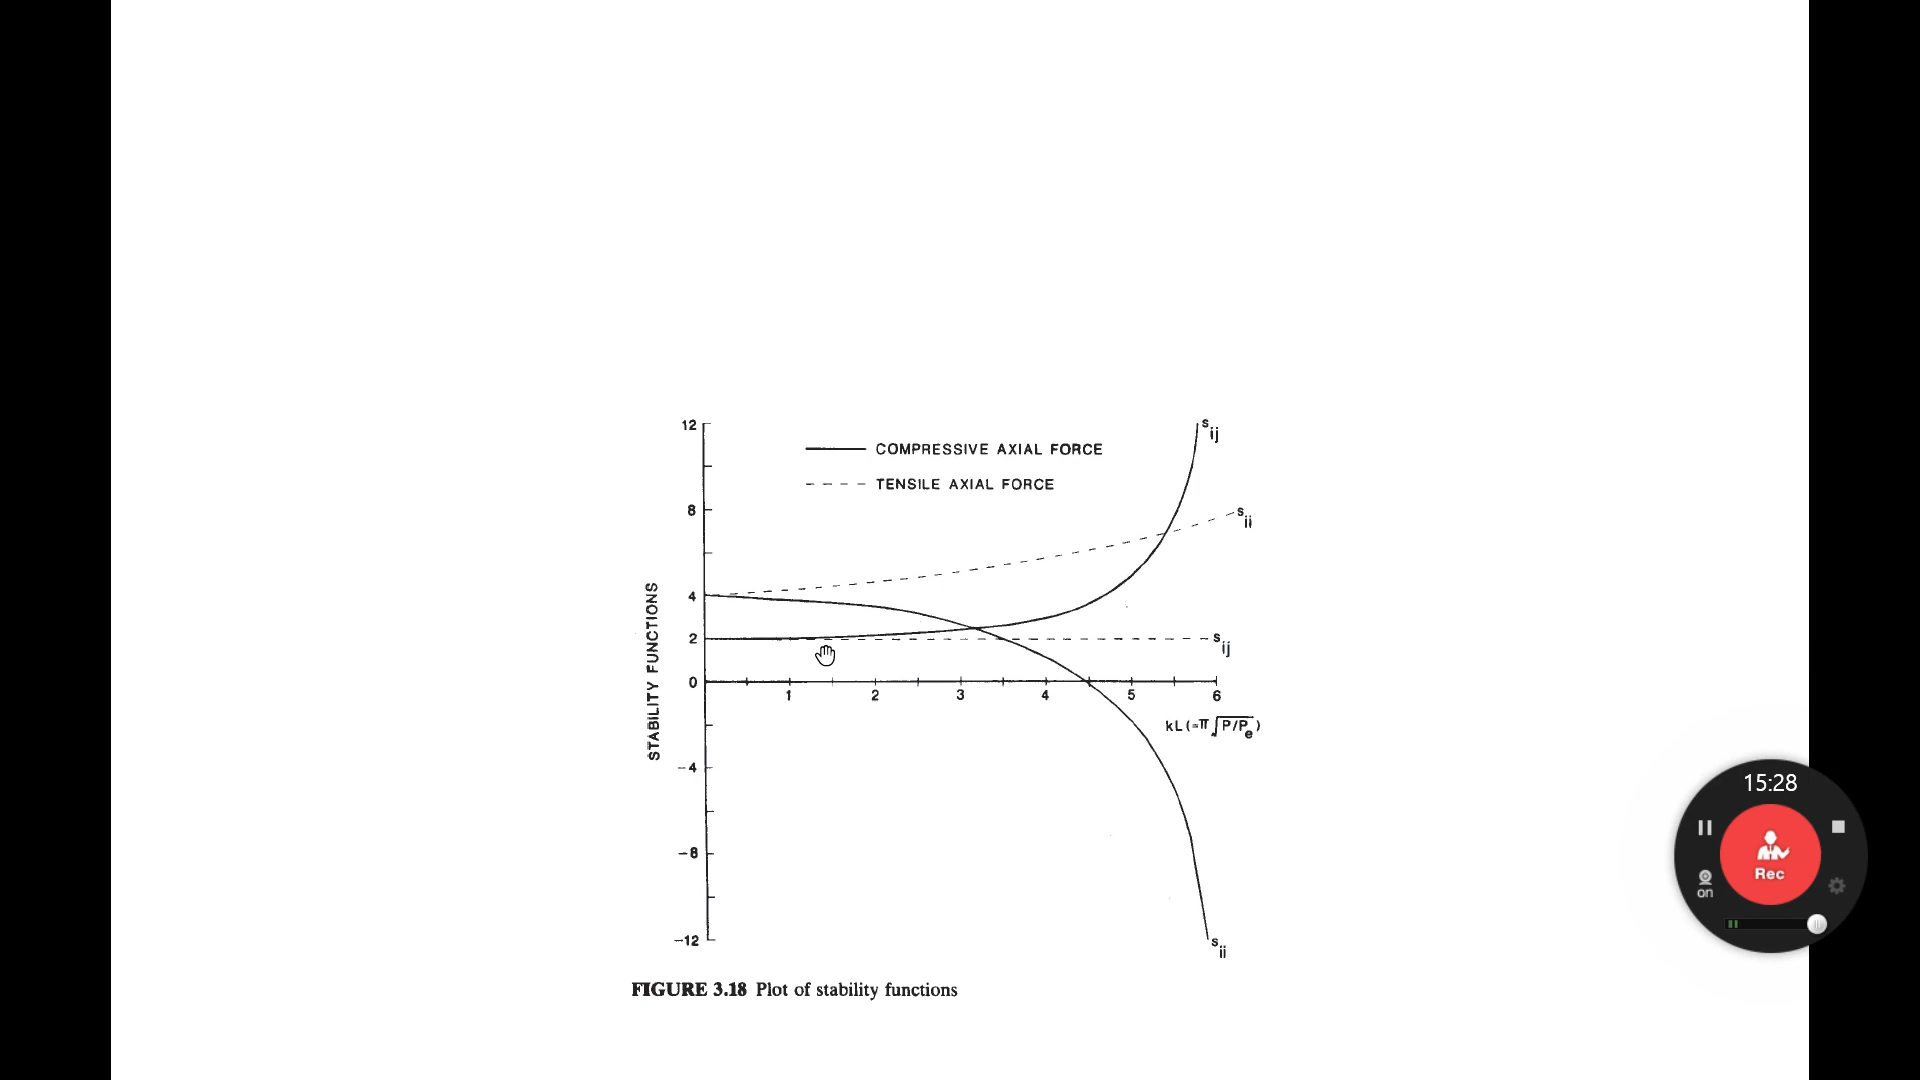 12
s
ij
COMPRESSIVE AXIAL FORCE
TENSILE AXIAL FORCE
8
s
ii
STABILITY FUNCTIONS
4
2
s
ij
0
1 2 3 4 5 6
kL (=π √P/Pe)
-4
-8
-12
s
ii
FIGURE 3.18 Plot of stability functions
15:28
Rec
on